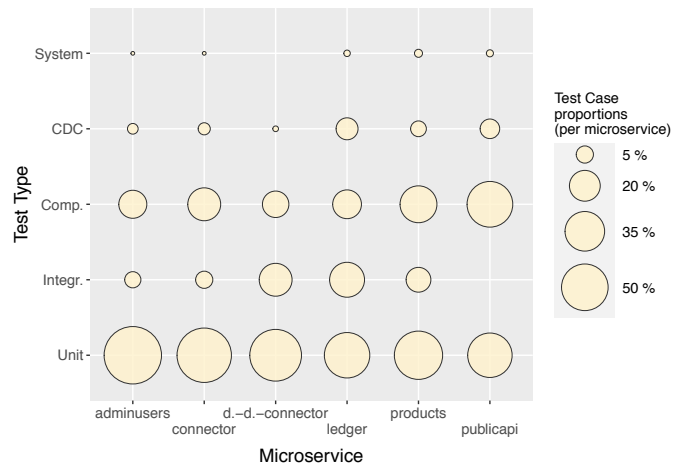 System
CDC
Comp.
Integr.
Unit
Test Type
adminusers
connector
d.−d.−connector
ledger
products
publicapi
Microservice
Test Case
proportions
(per microservice)
5 %
20 %
35 %
50 %